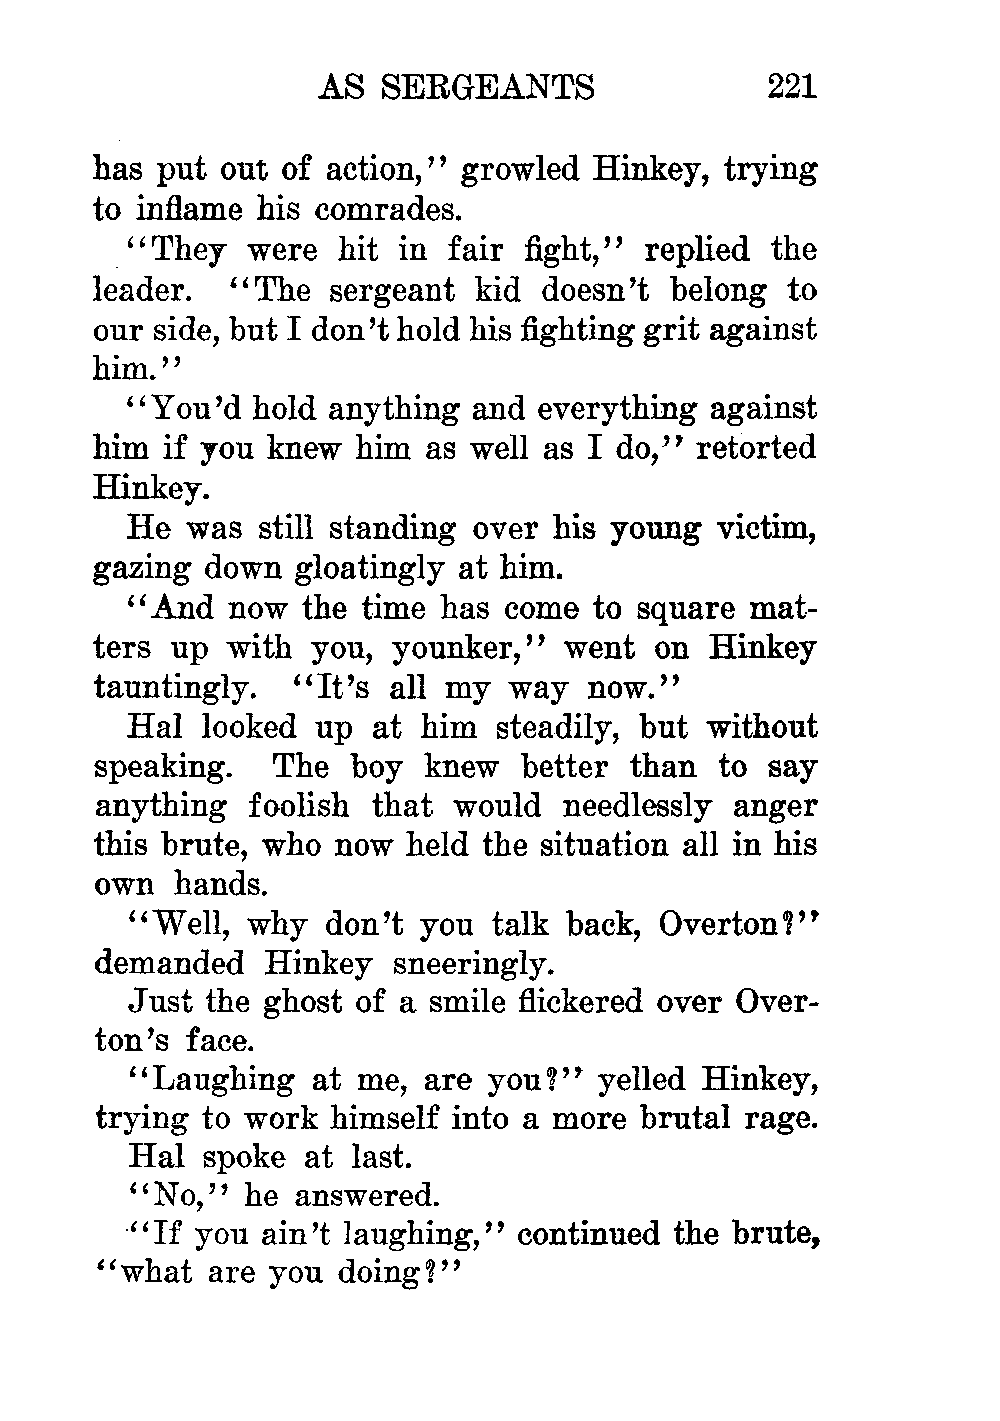 AS SERGEANTS 221
has put out of action,'' growled Hinkey, trying
to inflame his comrades.
''They were hit in fair fight,'' replied the
leader. ''The sergeant kid doesn't belong to
our side, but I don't hold his fighting grit against
him.''
''You'd hold anything and everything against
him if you knew him as well as I do,'' retorted
Hinkey.
He was still standing over his young victim,
gazing down gloatingly at him.
''And now the time has come to square mat-
ters up with you, younker,'' went on Hinkey
tauntingly. ''It's all my way now.''
Hal looked up at him steadily, but without
speaking. The boy knew better than to say
anything foolish that would needlessly anger
this brute, who now held the situation all in his
own hands.
''Well, why don't you talk back, Overton?''
demanded Hinkey sneeringly.
Just the ghost of a smile flickered over Over-
ton's face.
''Laughing at me, are you?'' yelled Hinkey,
trying to work himself into a more brutal rage.
Hal spoke at last.
''No,'' he answered.
''If you ain't laughing,'' continued the brute,
''what are you doing?''